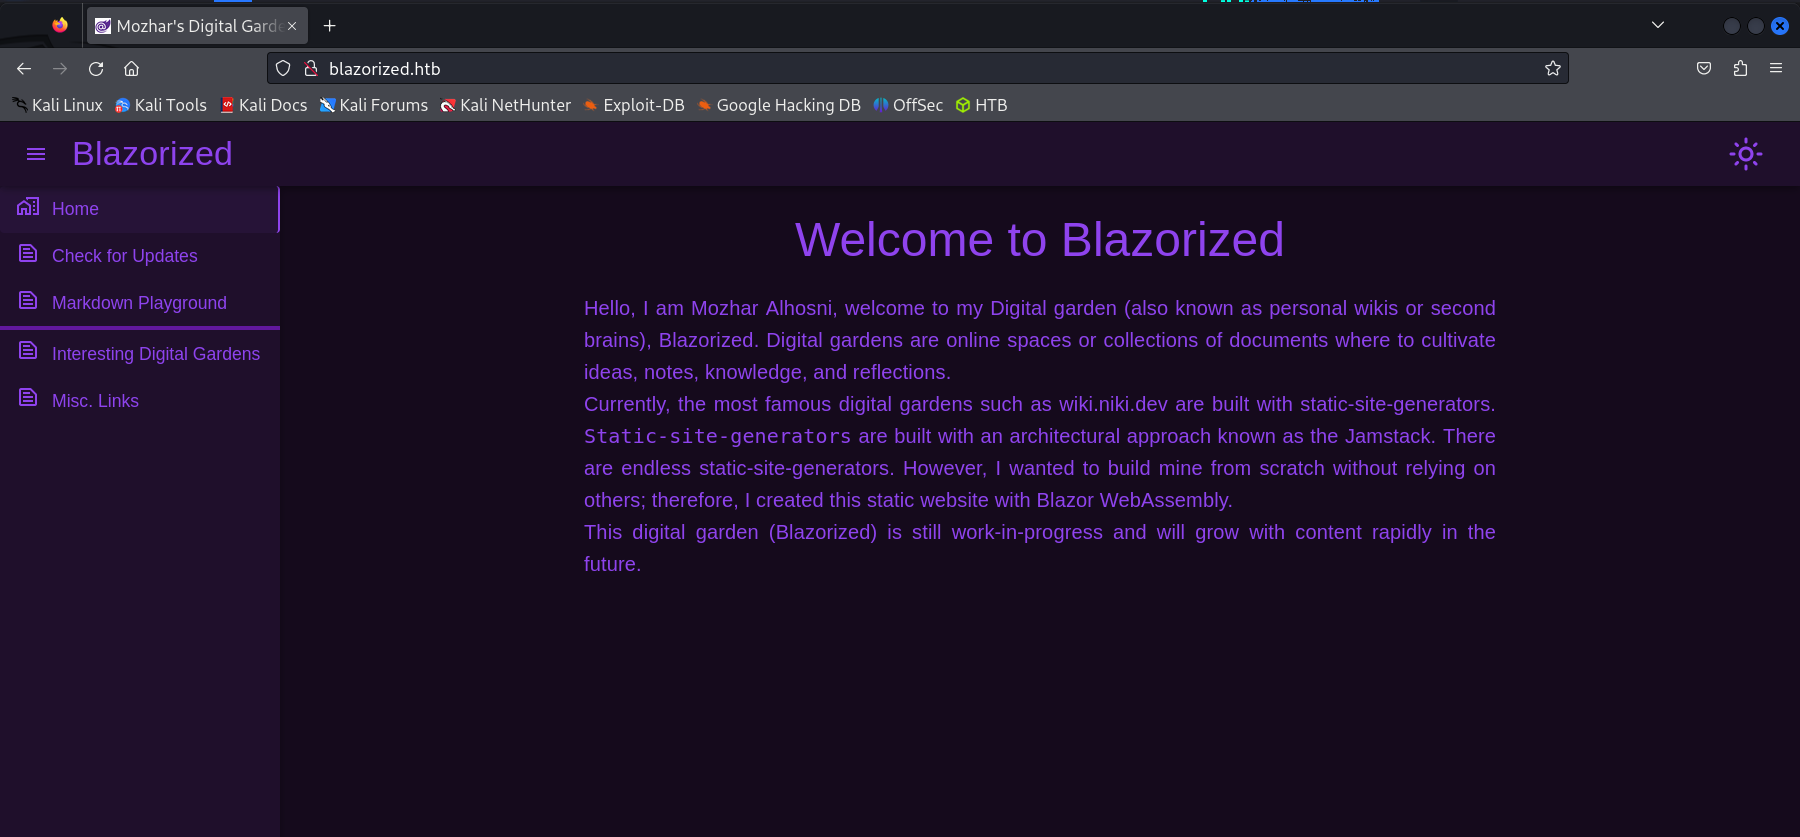 Mozhar's Digital Garde
blazorized.htb
Kali Linux Kali Tools Kali Docs Kali Forums Kali NetHunter Exploit-DB Google Hacking DB OffSec HTB
Blazorized
Home
Check for Updates
Markdown Playground
Interesting Digital Gardens
Misc. Links
Welcome to Blazorized
Hello, I am Mozhar Alhosni, welcome to my Digital garden (also known as personal wikis or second
brains), Blazorized. Digital gardens are online spaces or collections of documents where to cultivate
ideas, notes, knowledge, and reflections.
Currently, the most famous digital gardens such as wiki.niki.dev are built with static-site-generators.
Static-site-generators are built with an architectural approach known as the Jamstack. There
are endless static-site-generators. However, I wanted to build mine from scratch without relying on
others; therefore, I created this static website with Blazor WebAssembly.
This digital garden (Blazorized) is still work-in-progress and will grow with content rapidly in the
future.